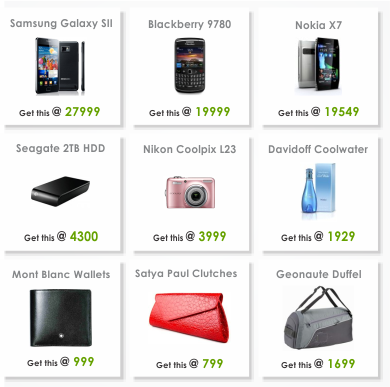 Samsung Galaxy SII
Get this @ 27999
Blackberry 9780
Get this @ 19999
Nokia X7
Get this @ 19549
Seagate 2TB HDD
Get this @ 4300
Nikon Coolpix L23
Get this @ 3999
Davidoff Coolwater
Get this @ 1929
Mont Blanc Wallets
Get this @ 999
Satya Paul Clutches
Get this @ 799
Geonaute Duffel
Get this @ 1699